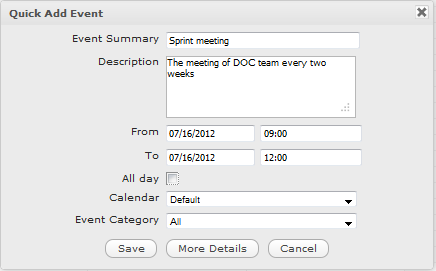 Quick Add Event
Event Summary Sprint meeting
Description The meeting of DOC team every two
weeks
From 07/16/2012 09:00
To 07/16/2012 12:00
All day
Calendar Default
Event Category All
Save More Details Cancel